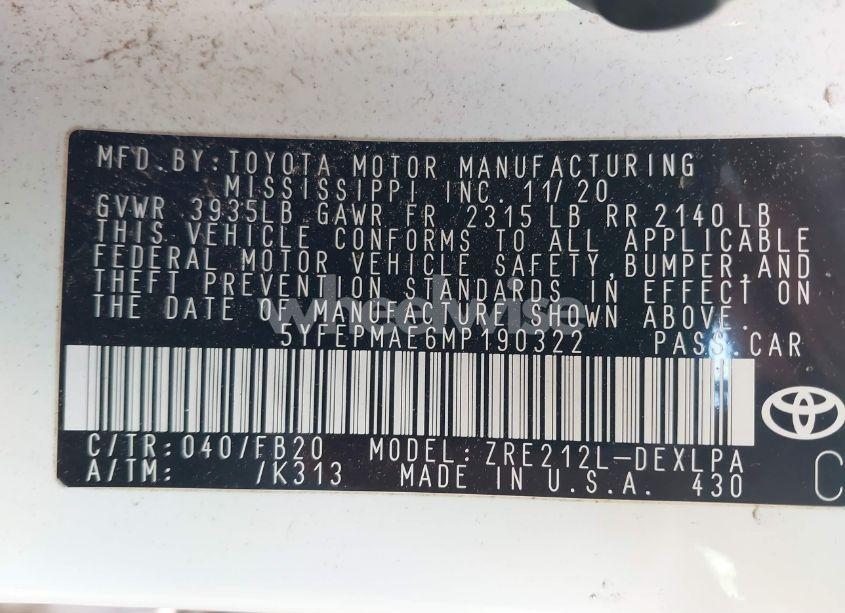 MFD.BY:TOYOTA MOTOR MANUFACTURING
MISSISSIPPI INC. 11/20
GVWR 3935LB GAWR FR 2315 LB RR 2140 LB
THIS VEHICLE CONFORMS TO ALL APPLICABLE
FEDERAL MOTOR VEHICLE SAFETY,BUMPER,AND
THEFT PREVENTION STANDARDS IN EFFECT ON
THE DATE OF MANUFACTURE SHOWN ABOVE.
wheelwise
5YFEPMAE6MP190322 PASS.CAR
C/TR:040/FB20 MODEL:ZRE212L-DEXLPA
A/TM: /K313 MADE IN U.S.A. 430 C